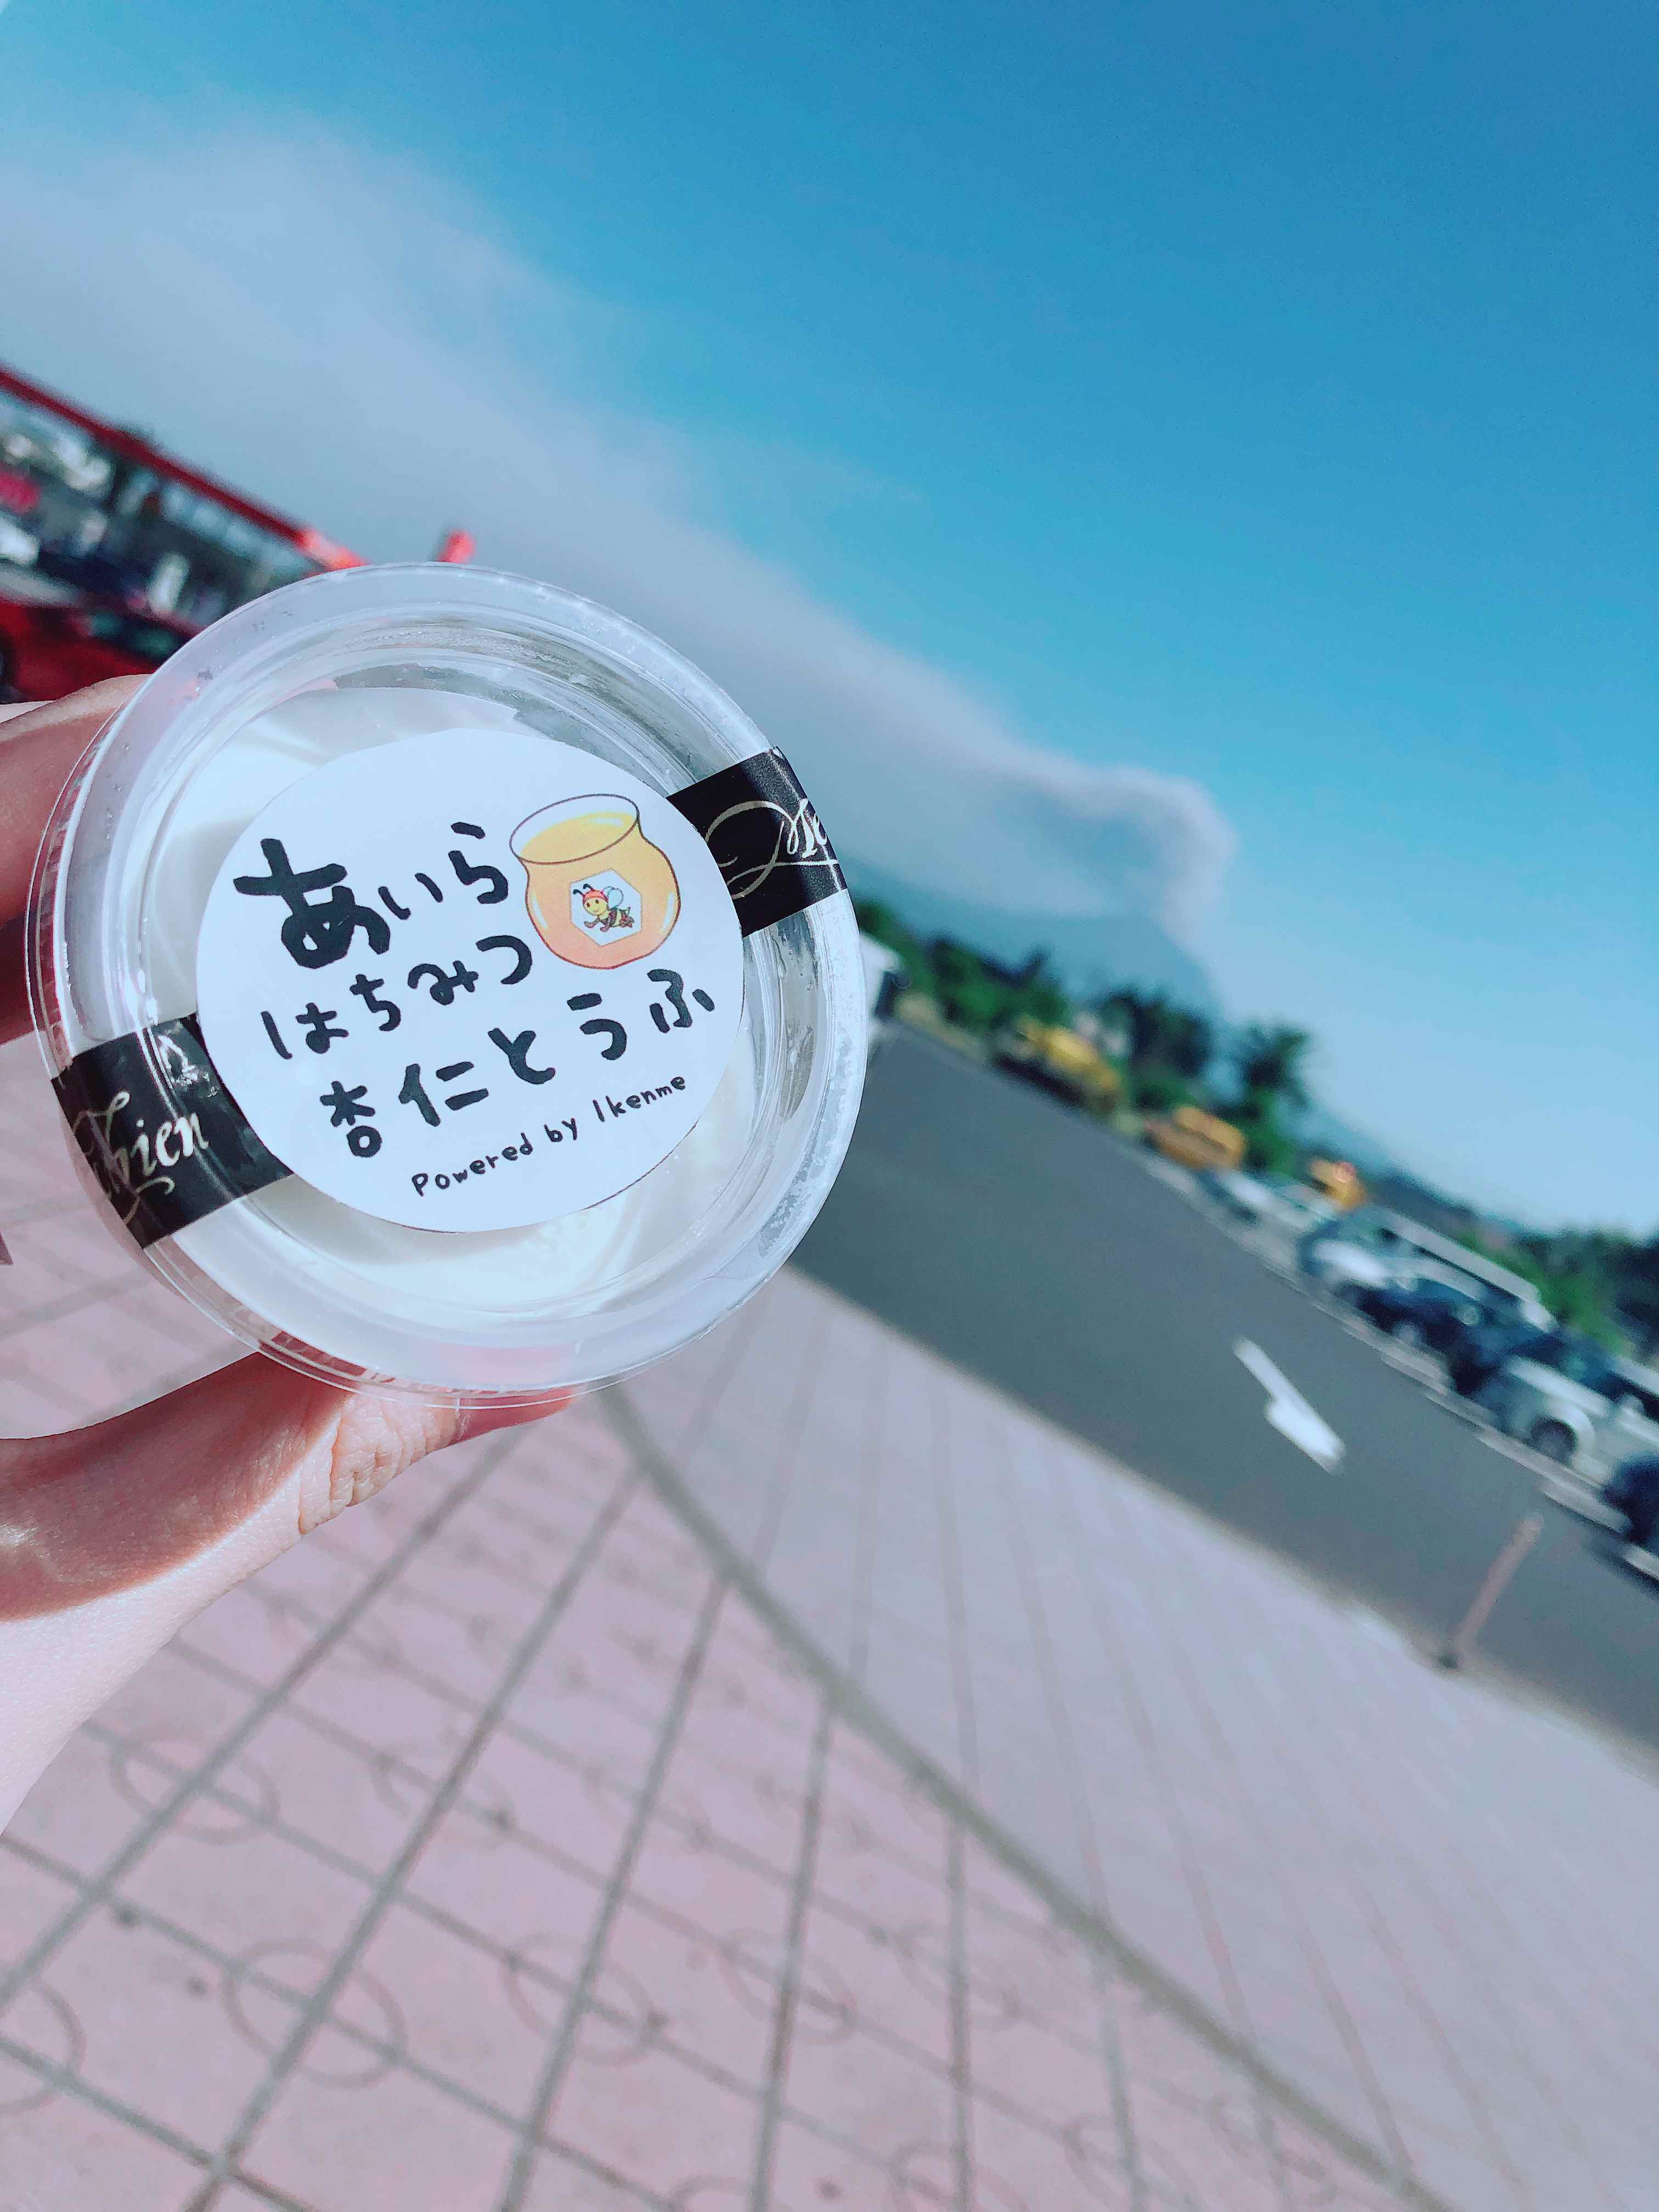 あいら
はちみつ
杏仁とうふ
Powered by Ikenme